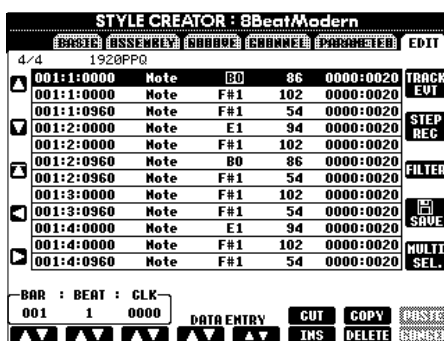 STYLE CREATOR : 8BeatModern
BASIC ASSEMBLY GROOVE CHANNEL PARAMETER EDIT
4/4 1920PPQ
001:1:0000 Note B0 86 0000:0020
001:1:0000 Note F#1 102 0000:0020
001:1:0960 Note F#1 54 0000:0020
001:2:0000 Note E1 94 0000:0020
001:2:0000 Note F#1 102 0000:0020
001:2:0960 Note B0 86 0000:0020
001:2:0960 Note F#1 54 0000:0020
001:3:0000 Note F#1 102 0000:0020
001:3:0960 Note F#1 54 0000:0020
001:4:0000 Note E1 94 0000:0020
001:4:0000 Note F#1 102 0000:0020
001:4:0960 Note F#1 54 0000:0020
TRACK
EVT
STEP
REC
FILTER
SAVE
MULTI
SEL.
BAR : BEAT : CLK
001 1 0000
DATA ENTRY
CUT COPY PASTE
INS DELETE